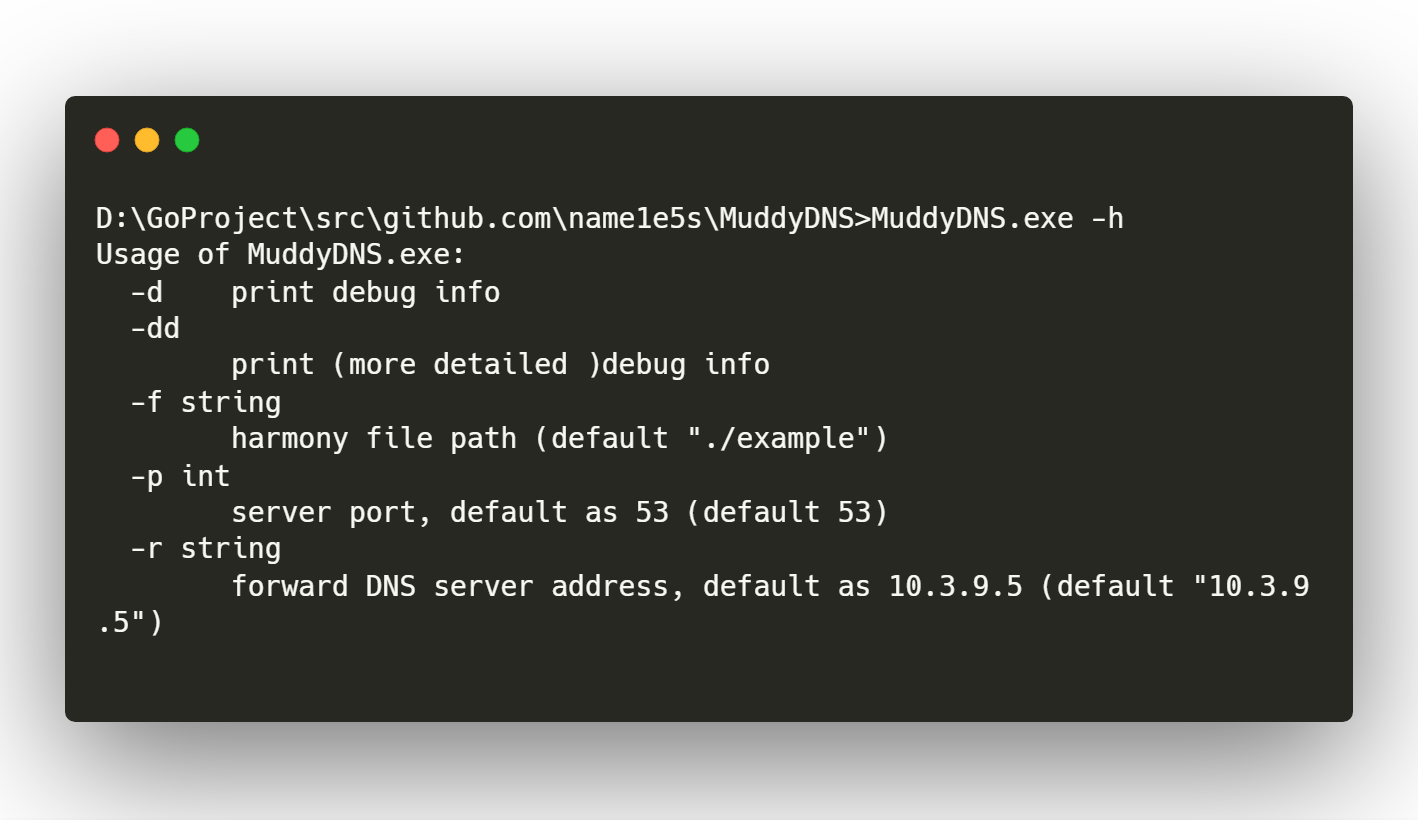 D:\GoProject\src\github.com\name1e5s\MuddyDNS>MuddyDNS.exe -h
Usage of MuddyDNS.exe:
  -d    print debug info
  -dd
        print (more detailed )debug info
  -f string
        harmony file path (default "./example")
  -p int
        server port, default as 53 (default 53)
  -r string
        forward DNS server address, default as 10.3.9.5 (default "10.3.9
.5")